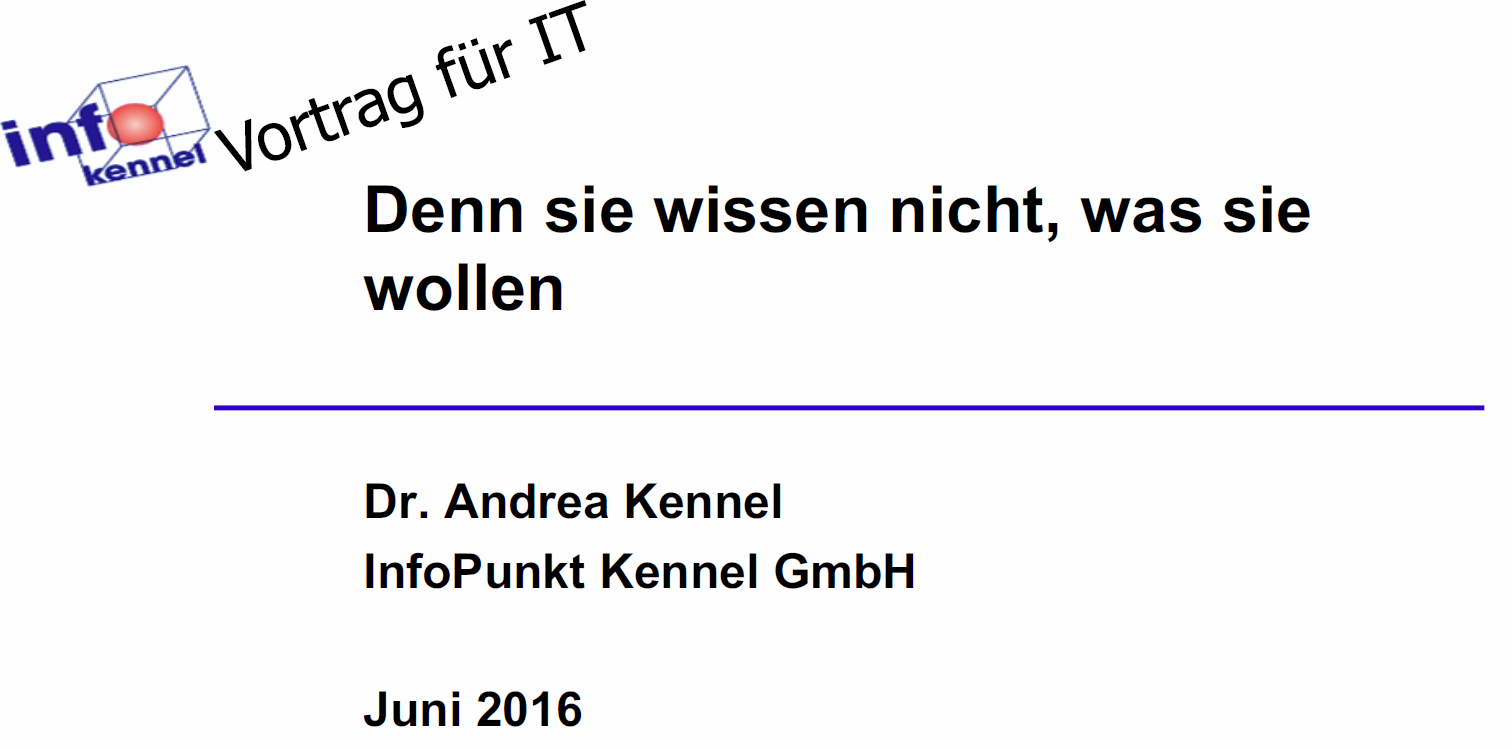 inf
kennel
Vortrag für IT
Denn sie wissen nicht, was sie
wollen
Dr. Andrea Kennel
InfoPunkt Kennel GmbH
Juni 2016